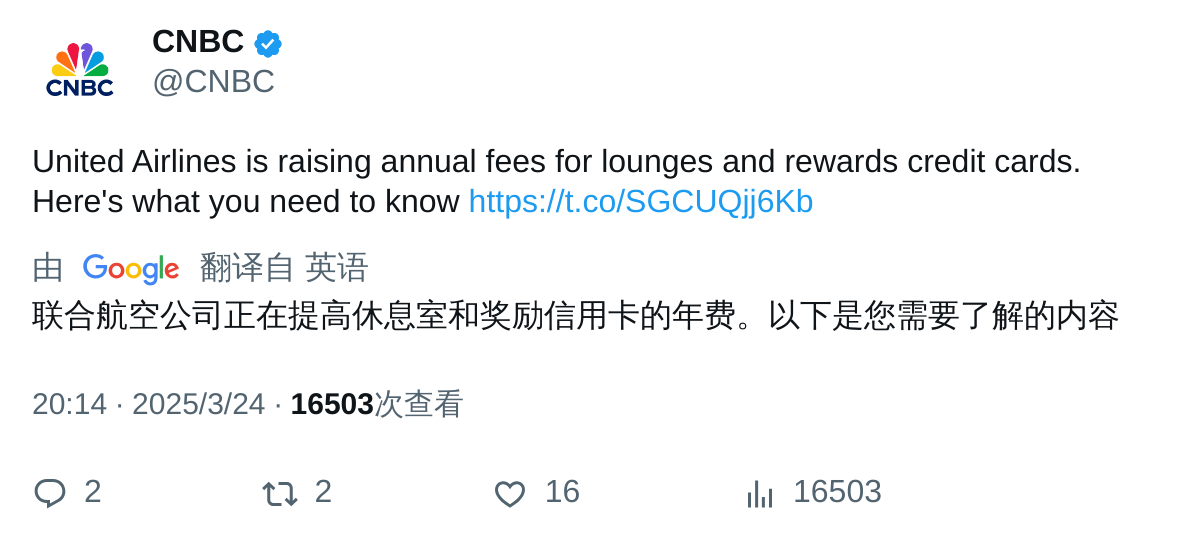 CNBC
CNBC
@CNBC
United Airlines is raising annual fees for lounges and rewards credit cards.
Here's what you need to know https://t.co/SGCUQjj6Kb
由 Google 翻译自 英语
联合航空公司正在提高休息室和奖励信用卡的年费。以下是您需要了解的内容
20:14 · 2025/3/24 · 16503次查看
2 2 16 16503